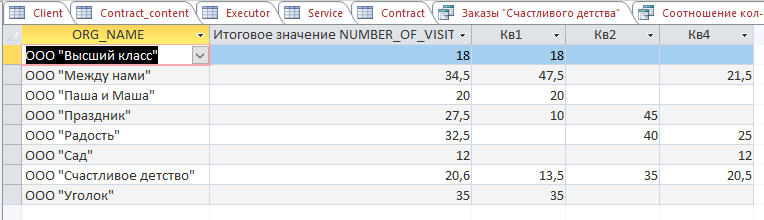 Client Contract_content Executor Service Contract Заказы "Счастливого детства" Соотношение кол-
ORG_NAME Итоговое значение NUMBER_OF_VISIT Кв1 Кв2 Кв4
ООО "Высший класс" 18 18
ООО "Между нами" 34,5 47,5 21,5
ООО "Паша и Маша" 20 20
ООО "Праздник" 27,5 10 45
ООО "Радость" 32,5 40 25
ООО "Сад" 12 12
ООО "Счастливое детство" 20,6 13,5 35 20,5
ООО "Уголок" 35 35